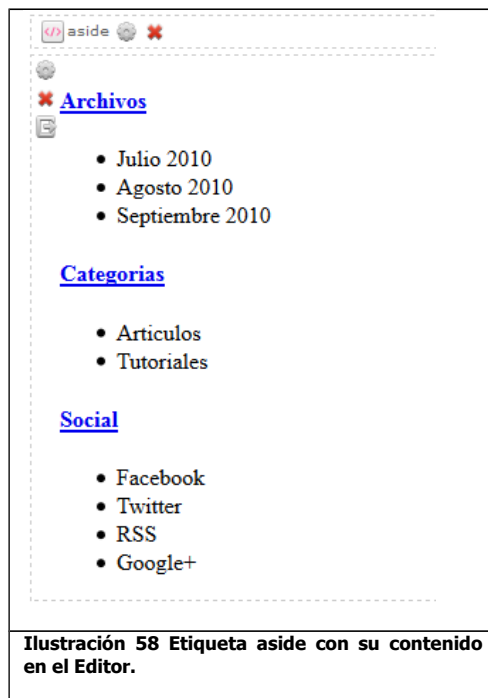 aside
Archivos
Julio 2010
Agosto 2010
Septiembre 2010
Categorias
Articulos
Tutoriales
Social
Facebook
Twitter
RSS
Google+
Ilustración 58 Etiqueta aside con su contenido
en el Editor.